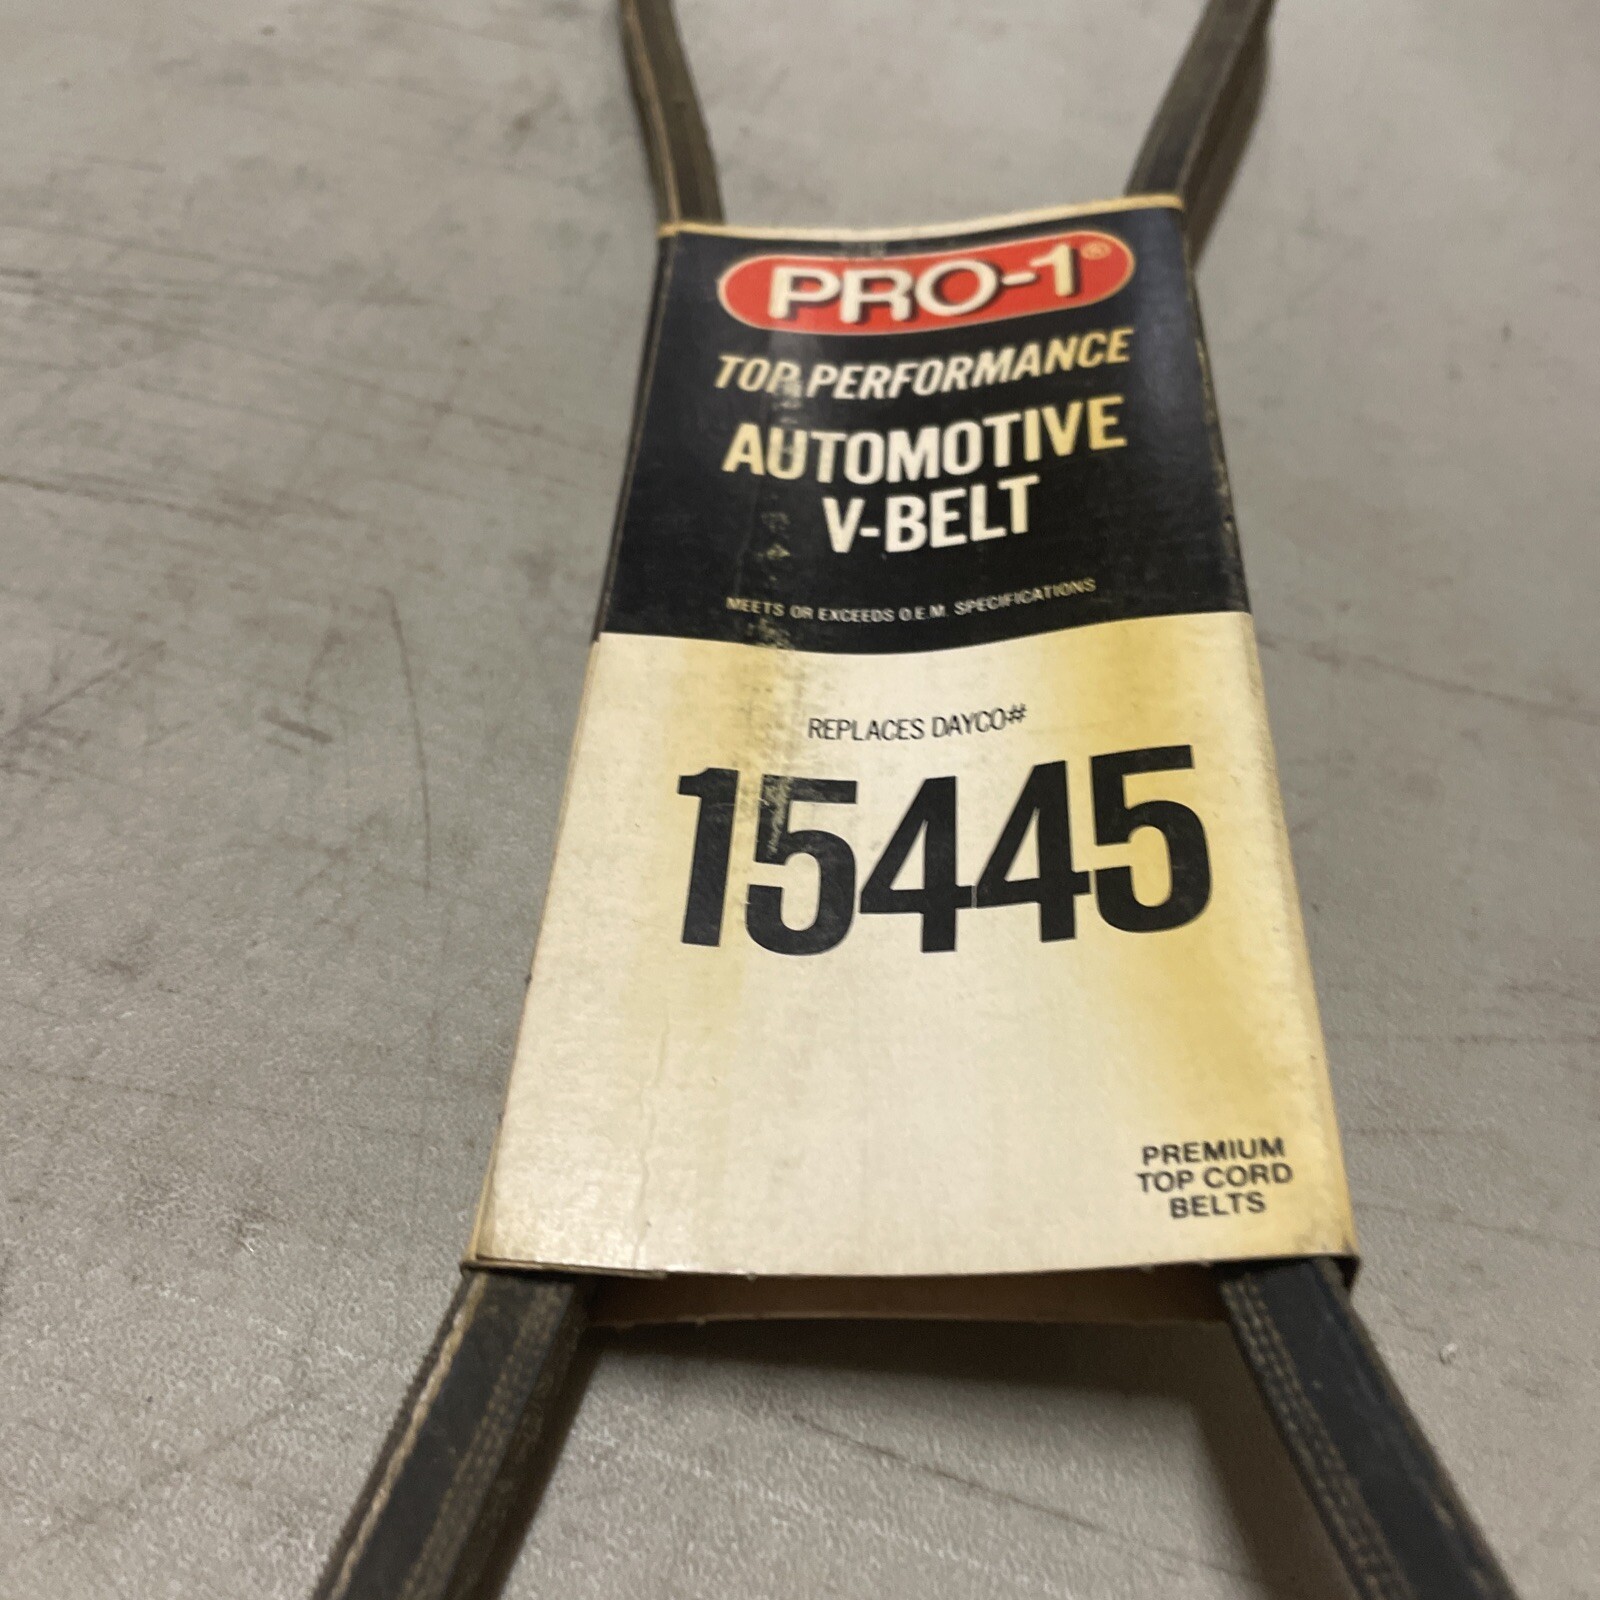 PRO-1®
TOP PERFORMANCE
AUTOMOTIVE
V-BELT
MEETS OR EXCEEDS O.E.M. SPECIFICATIONS
REPLACES DAYCO#
15445
PREMIUM
TOP CORD
BELTS